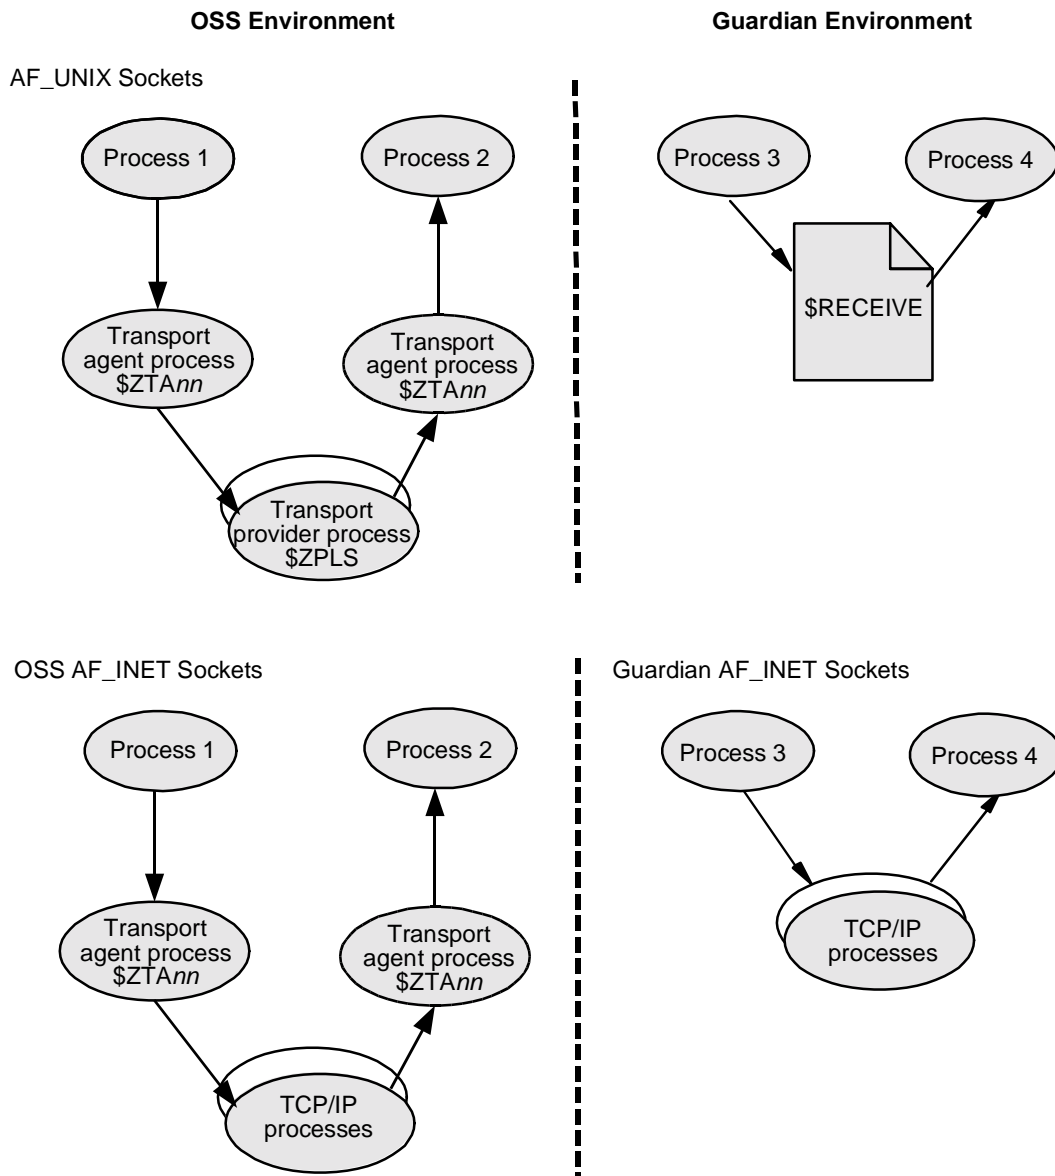 OSS Environment
Guardian Environment
AF_UNIX Sockets
Process 1
Process 2
Process 3
Process 4
$RECEIVE
Transport
agent process
$ZTAnn
Transport
agent process
$ZTAnn
Transport
provider process
$ZPLS
OSS AF_INET Sockets
Guardian AF_INET Sockets
Process 1
Process 2
Process 3
Process 4
Transport
agent process
$ZTAnn
Transport
agent process
$ZTAnn
TCP/IP
processes
TCP/IP
processes